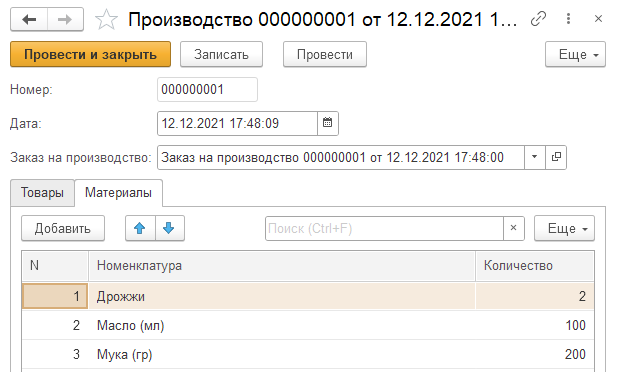 Производство 000000001 от 12.12.2021 1...
Провести и закрыть Записать Провести Еще
Номер: 000000001
Дата: 12.12.2021 17:48:09
Заказ на производство: Заказ на производство 000000001 от 12.12.2021 17:48:00
Товары Материалы
Добавить Поиск (Ctrl+F) × Еще
N Номенклатура Количество
1 Дрожжи 2
2 Масло (мл) 100
3 Мука (гр) 200